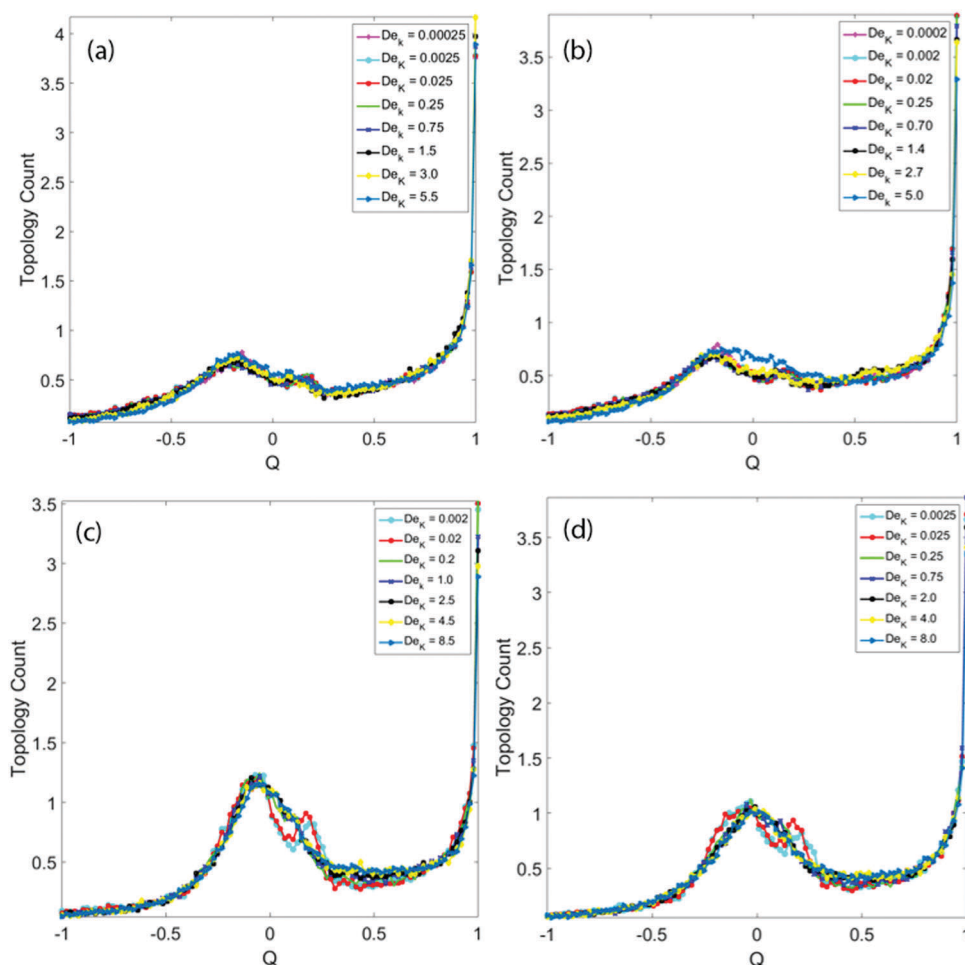 (a)
De_k = 0.00025
De_K = 0.0025
De_K = 0.025
De_k = 0.25
De_k = 0.75
De_k = 1.5
De_K = 3.0
De_K = 5.5
4
3.5
3
2.5
2
1.5
1
0.5
Topology Count
-1
-0.5
0
0.5
1
Q
(b)
De_K = 0.0002
De_K = 0.002
De_K = 0.02
De_K = 0.25
De_K = 0.70
De_K = 1.4
De_k = 2.7
De_k = 5.0
3.5
3
2.5
2
1.5
1
0.5
Topology Count
-1
-0.5
0
0.5
1
Q
(c)
De_K = 0.002
De_K = 0.02
De_K = 0.2
De_k = 1.0
De_K = 2.5
De_K = 4.5
De_K = 8.5
3.5
3
2.5
2
1.5
1
0.5
Topology Count
-1
-0.5
0
0.5
1
Q
(d)
De_K = 0.0025
De_K = 0.025
De_K = 0.25
De_K = 0.75
De_K = 2.0
De_K = 4.0
De_K = 8.0
3.5
3
2.5
2
1.5
1
0.5
Topology Count
-1
-0.5
0
0.5
1
Q